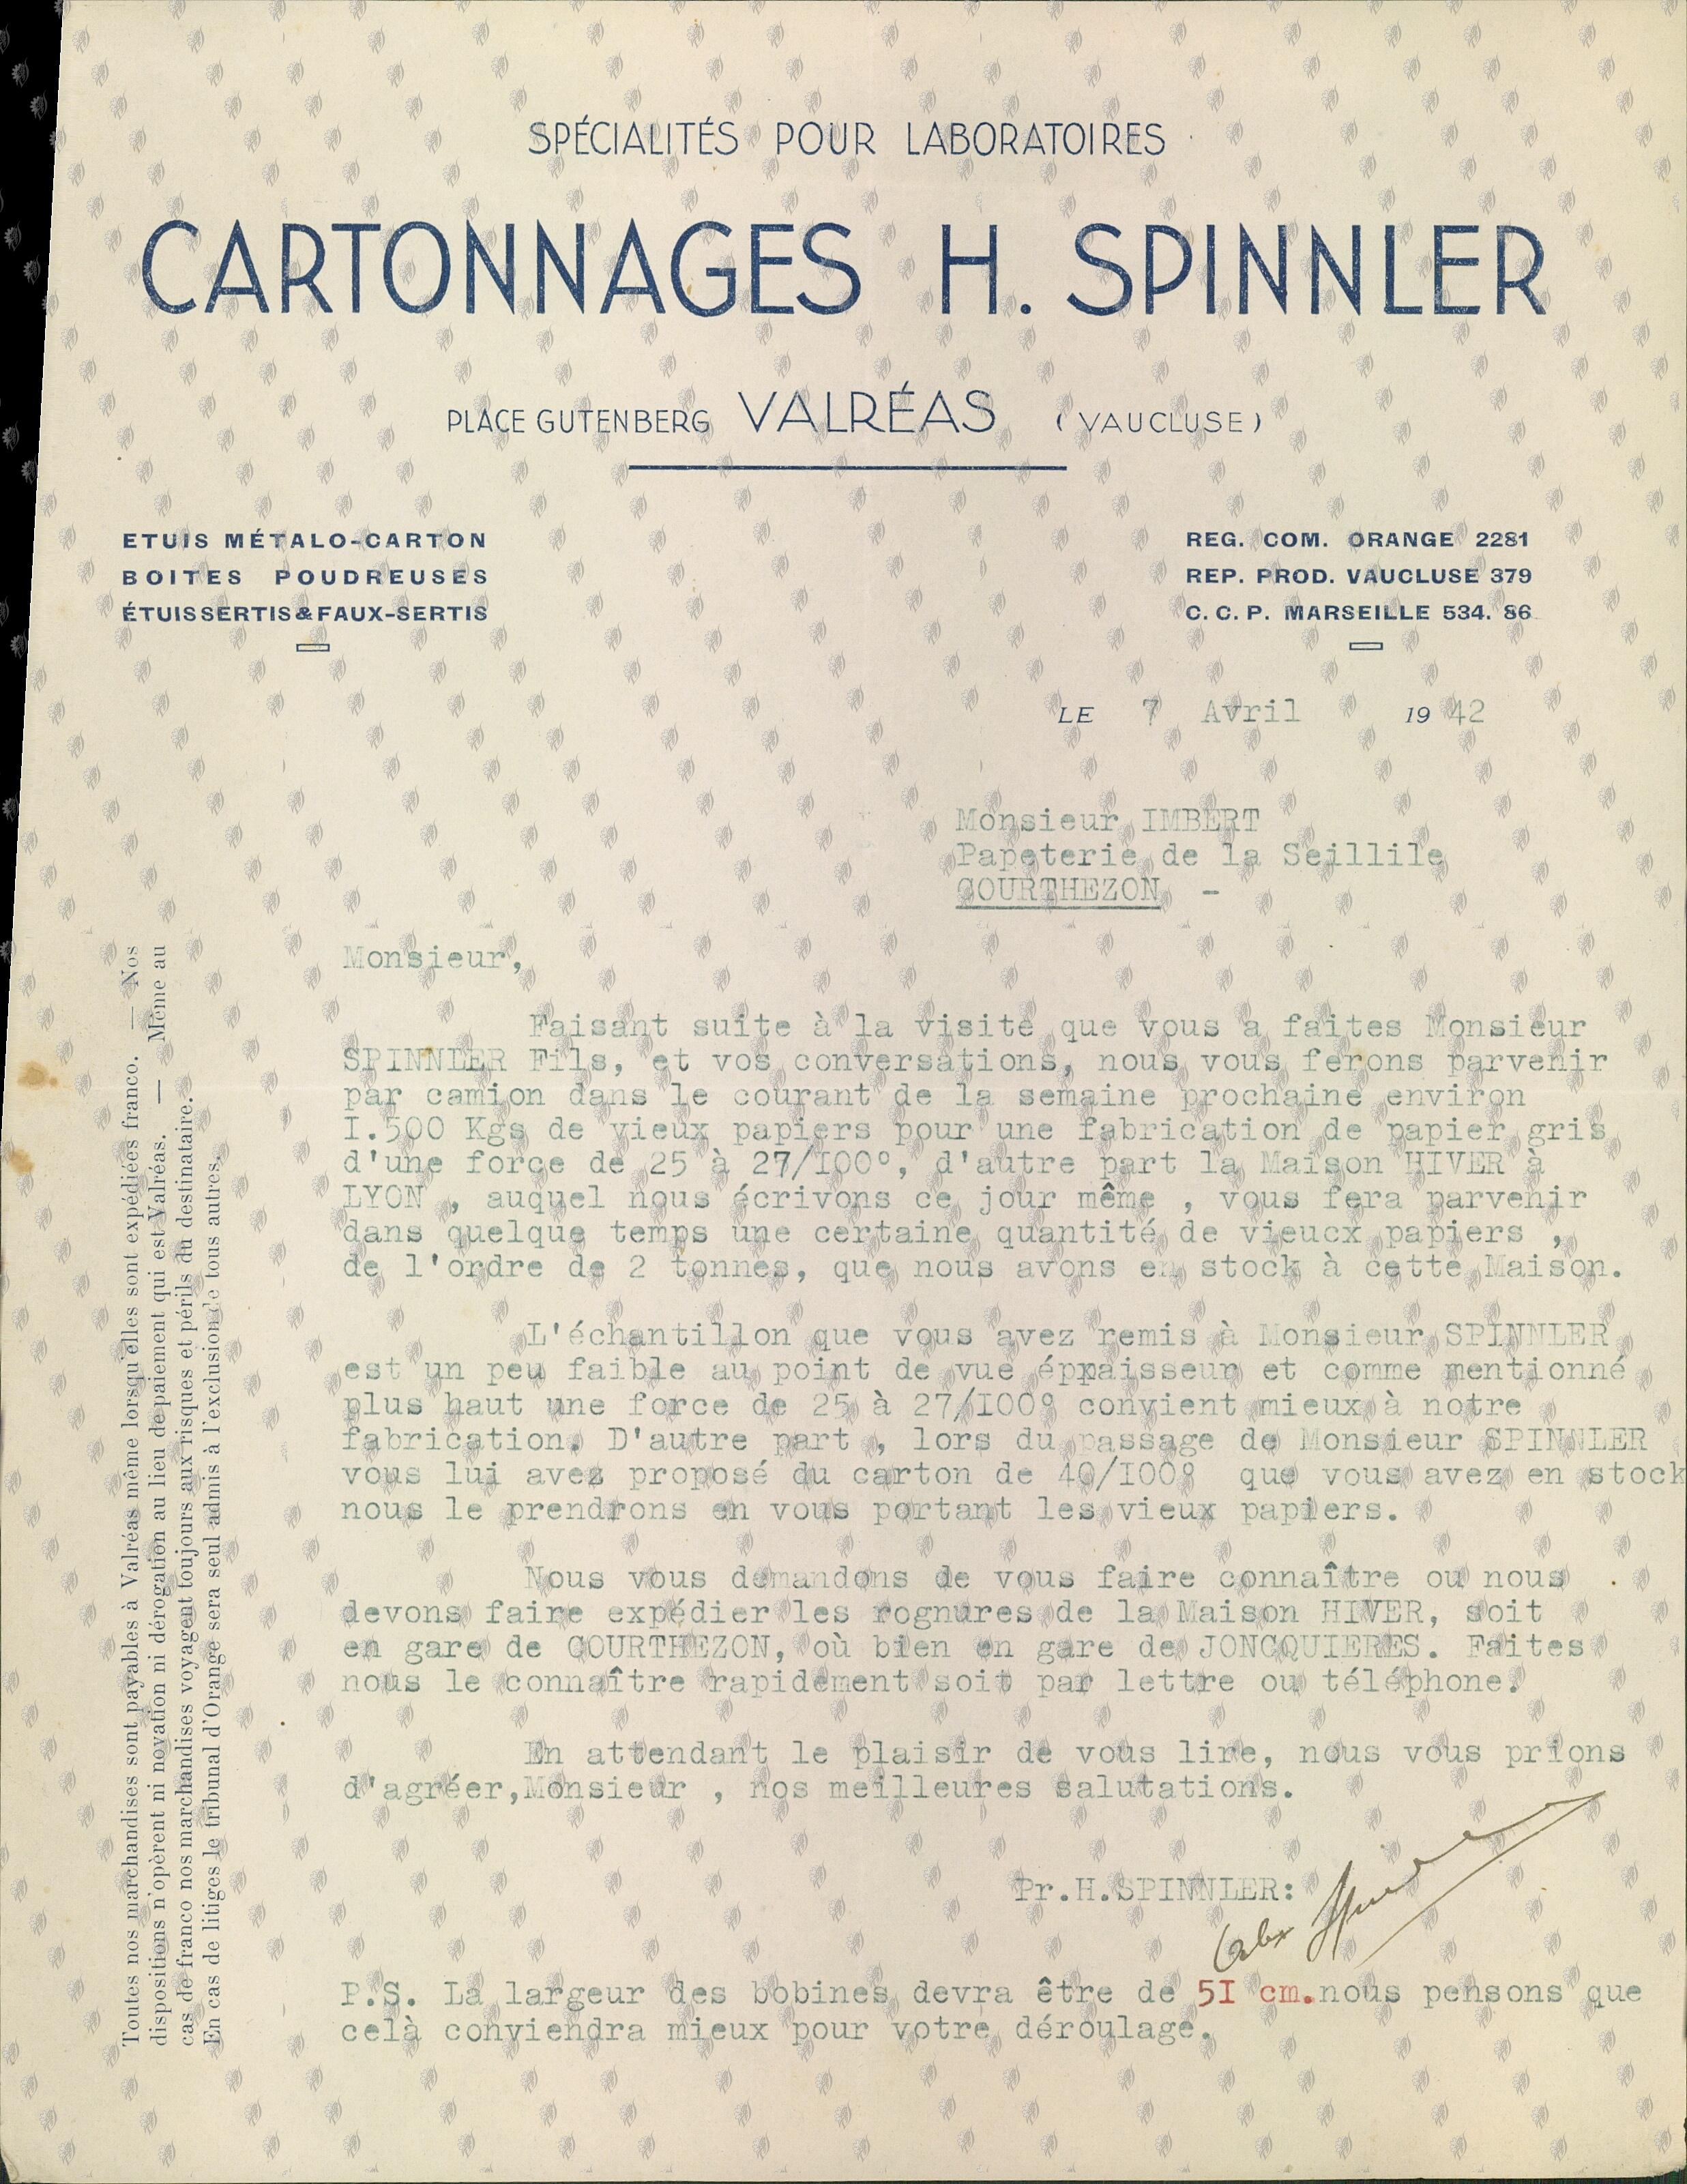 SPÉCIALITÉS POUR LABORATOIRES
CARTONNAGES H. SPINNLER
PLACE GUTENBERG VALRÉAS (VAUCLUSE)
ETUIS MÉTALO-CARTON
BOITES POUDREUSES
ÉTUIS SERTIS & FAUX-SERTIS
REG. COM. ORANGE 2281
REP. PROD. VAUCLUSE 379
C. C. P. MARSEILLE 534. 86
LE 7 Avril 1942
Monsieur IMBERT
Papeterie de la Seillile
COURTHEZON -
Monsieur,
Faisant suite à la visite que vous a faites Monsieur
SPINNLER Fils, et vos conversations, nous vous ferons parvenir
par camion dans le courant de la semaine prochaine environ
I.500 Kgs de vieux papiers pour une fabrication de papier gris
d'une force de 25 à 27/I00°, d'autre part la Maison HIVER à
LYON , auquel nous écrivons ce jour même , vous fera parvenir
dans quelque temps une certaine quantité de vieucx papiers ,
de l'ordre de 2 tonnes, que nous avons en stock à cette Maison.
L'échantillon que vous avez remis à Monsieur SPINNLER
est un peu faible au point de vue éppaisseur et comme mentionné
plus haut une force de 25 à 27/I00° convient mieux à notre
fabrication. D'autre part , lors du passage de Monsieur SPINNLER
vous lui avez proposé du carton de 40/I00° que vous avez en stock
nous le prendrons en vous portant les vieux papiers.
Nous vous demandons de vous faire connaître ou nous
devons faire expédier les rognures de la Maison HIVER, soit
en gare de COURTHEZON, où bien en gare de JONCQUIERES. Faites
nous le connaître rapidement soit par lettre ou téléphone.
En attendant le plaisir de vous lire, nous vous prions
d'agréer,Monsieur , nos meilleures salutations.
Pr.H.SPINNLER:
P.S. La largeur des bobines devra être de 5I cm.nous pensons que
celà conviendra mieux pour votre déroulage.
Toutes nos marchandises sont payables à Valréas même lorsqu'elles sont expédiées franco. — Nos
dispositions n'opèrent ni novation ni dérogation au lieu de paiement qui est Valréas. — Même au
cas de franco nos marchandises voyagent toujours aux risques et périls du destinataire.
En cas de litiges le tribunal d'Orange sera seul admis à l'exclusion de tous autres.